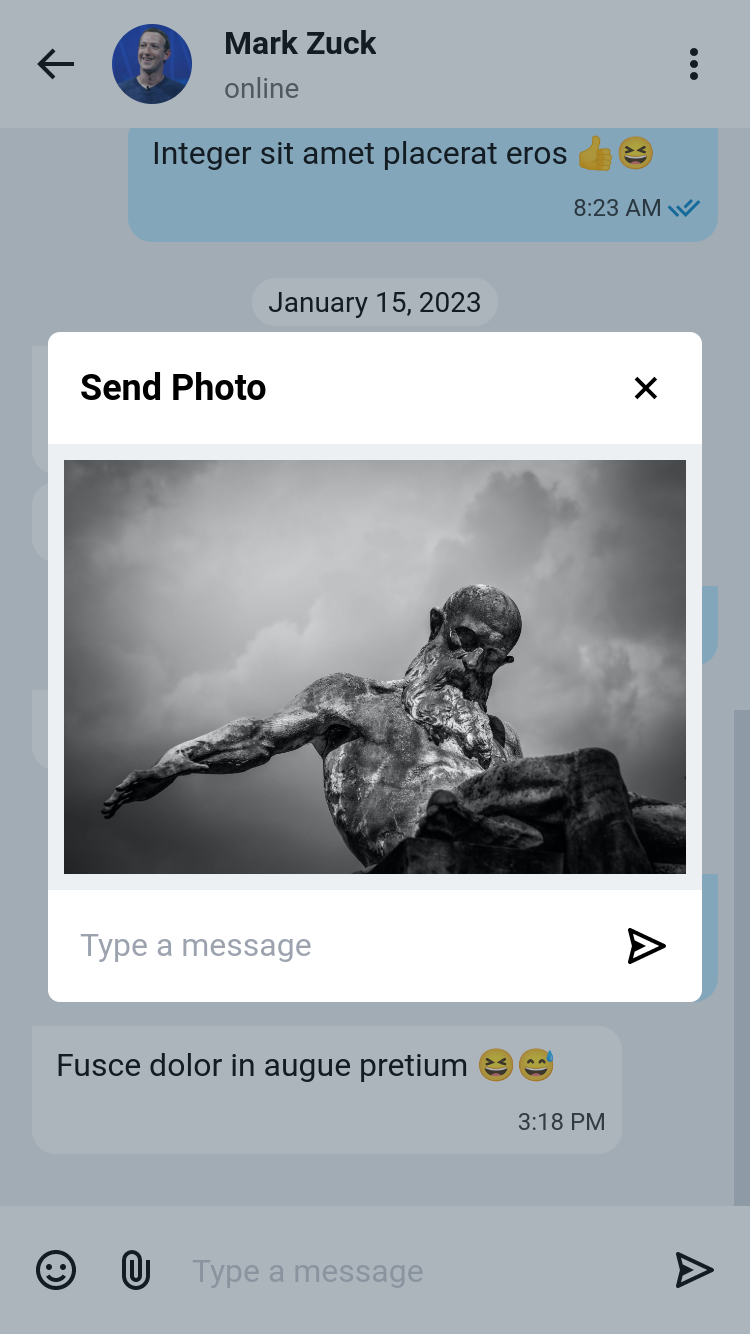 Mark Zuck
online
Integer sit amet placerat eros 👍😆
8:23 AM
January 15, 2023
Send Photo
Type a message
Fusce dolor in augue pretium 😆😅
3:18 PM
Type a message